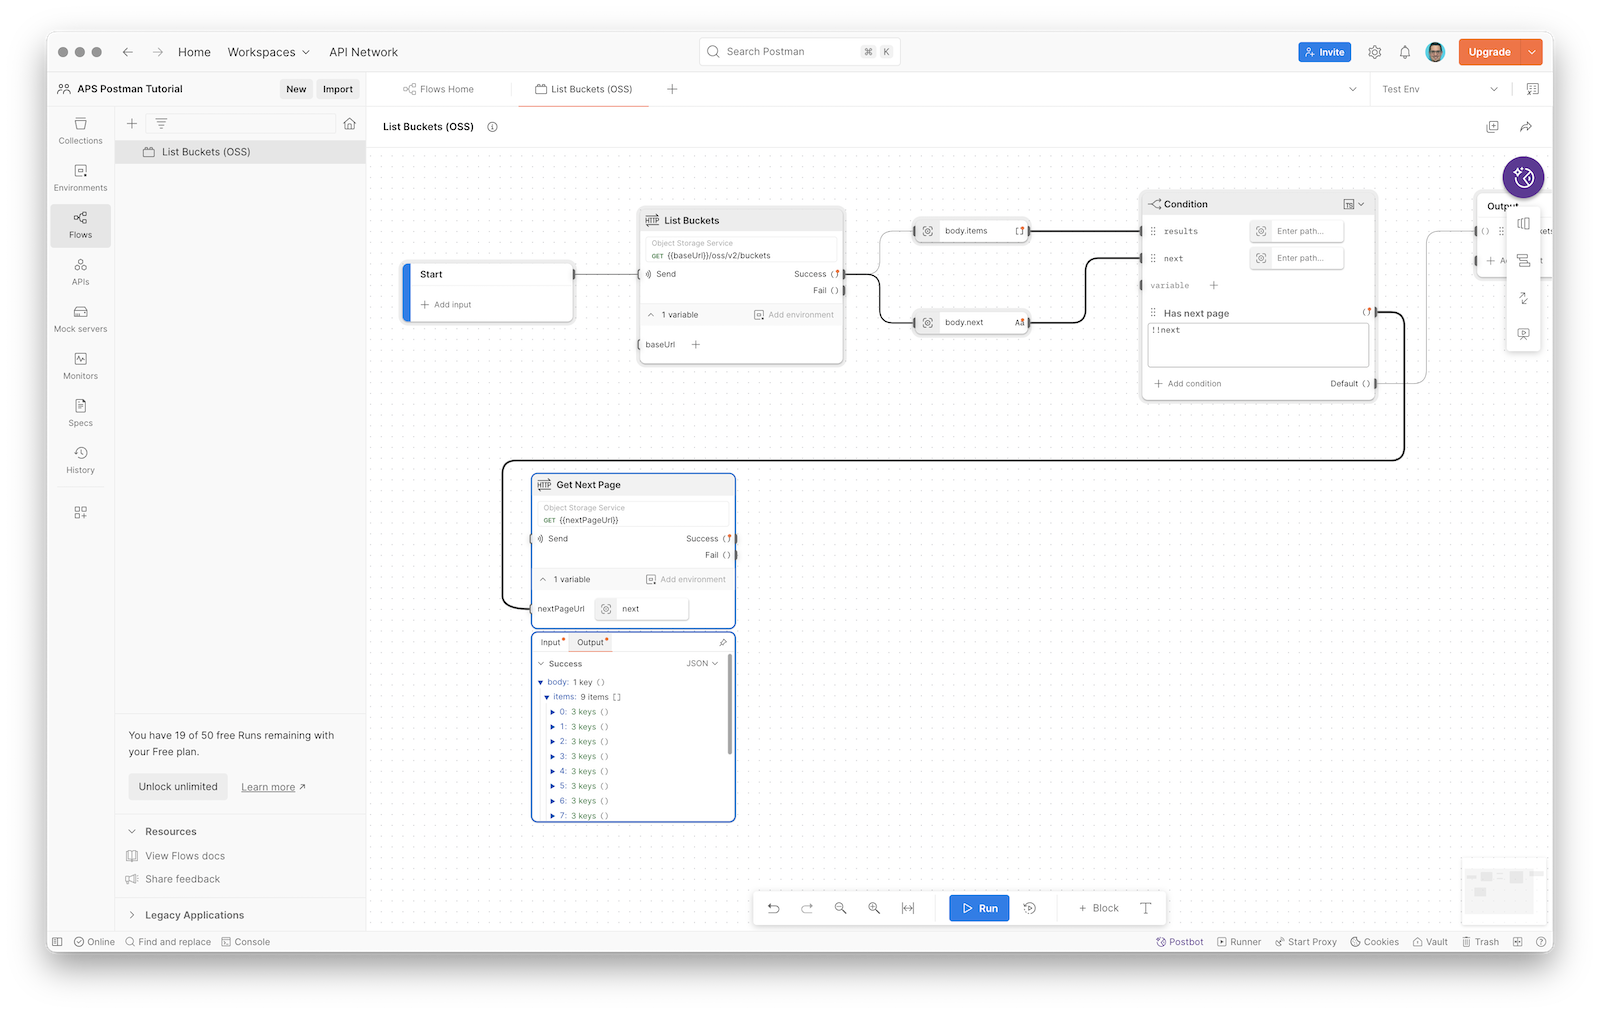 Home
Workspaces
API Network
Search Postman
⌘ K
Invite
Upgrade
APS Postman Tutorial
New
Import
Flows Home
List Buckets (OSS)
Test Env
Collections
Environments
Flows
APIs
Mock servers
Monitors
Specs
History
List Buckets (OSS)
You have 19 of 50 free Runs remaining with
your Free plan.
Unlock unlimited
Learn more ↗
Resources
View Flows docs
Share feedback
Legacy Applications
List Buckets (OSS)
Start
+ Add input
HTTP List Buckets
Object Storage Service
GET {{baseUrl}}/oss/v2/buckets
Send
Success
Fail ()
1 variable
Add environment
baseUrl +
body.items
body.next
Condition
TS
results
Enter path...
next
Enter path...
variable +
Has next page
!!next
+ Add condition
Default ()
Output
HTTP Get Next Page
Object Storage Service
GET {{nextPageUrl}}
Send
Success
Fail ()
1 variable
Add environment
nextPageUrl
next
Input
Output
Success
JSON
body: 1 key ()
items: 9 items []
0: 3 keys ()
1: 3 keys ()
2: 3 keys ()
3: 3 keys ()
4: 3 keys ()
5: 3 keys ()
6: 3 keys ()
7: 3 keys ()
Run
+ Block
T
Online
Find and replace
Console
Postbot
Runner
Start Proxy
Cookies
Vault
Trash